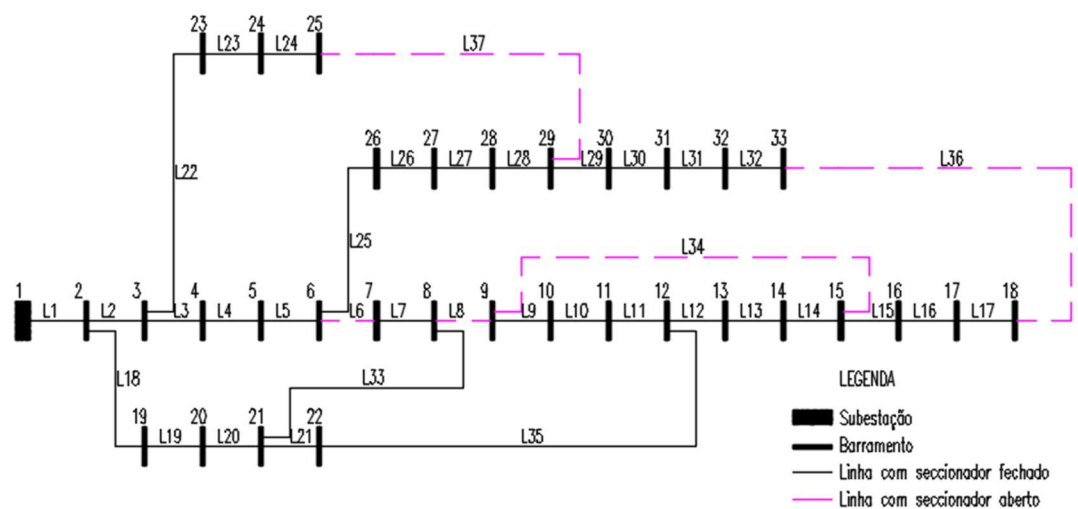 23 24 25
L23 L24 L37
L22
26 27 28 29 30 31 32 33
L26 L27 L28 L29 L30 L31 L32 L36
L25
L34
1 2 3 4 5 6 7 8 9 10 11 12 13 14 15 16 17 18
L1 L2 L3 L4 L5 L6 L7 L8 L9 L10 L11 L12 L13 L14 L15 L16 L17
L18
L33
19 20 21 22
L19 L20 L21 L35
LEGENDA
Subestação
Barramento
Linha com seccionador fechado
Linha com seccionador aberto